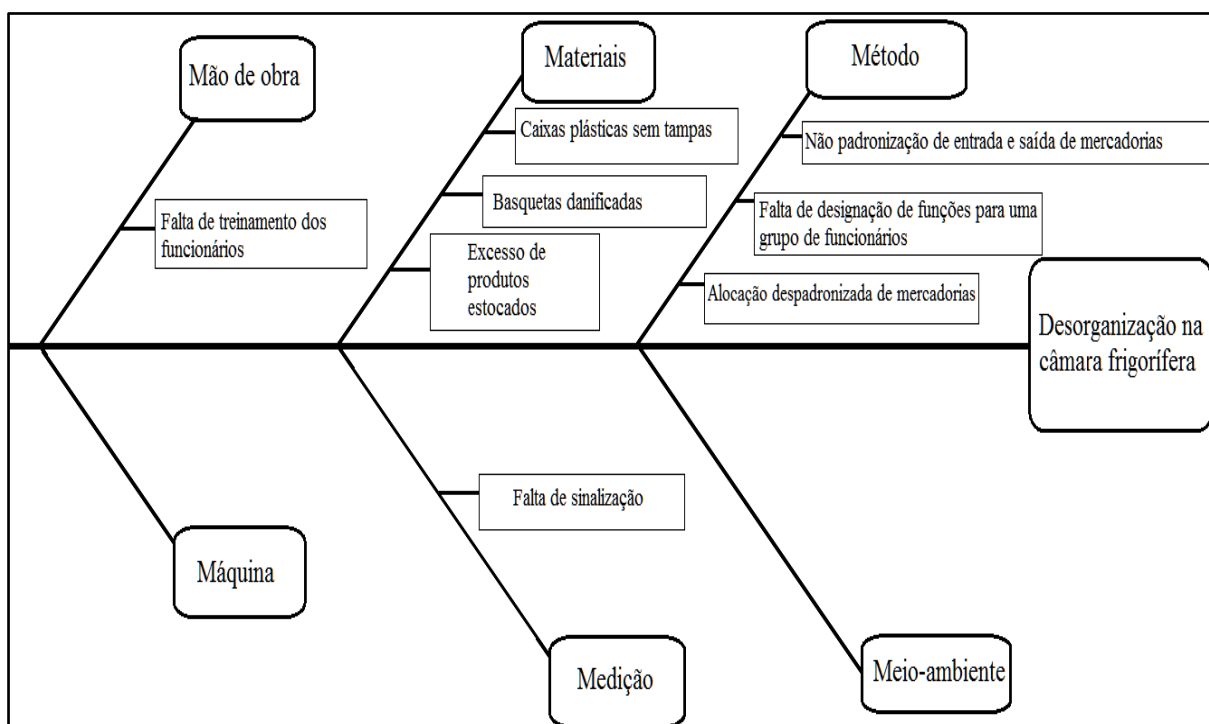 Mão de obra
Materiais
Método
Caixas plásticas sem tampas
Não padronização de entrada e saída de mercadorias
Basquetas danificadas
Falta de treinamento dos
funcionários
Falta de designação de funções para uma
grupo de funcionários
Excesso de
produtos
estocados
Alocação despadronizada de mercadorias
Desorganização na
câmara frigorífera
Falta de sinalização
Máquina
Medição
Meio-ambiente